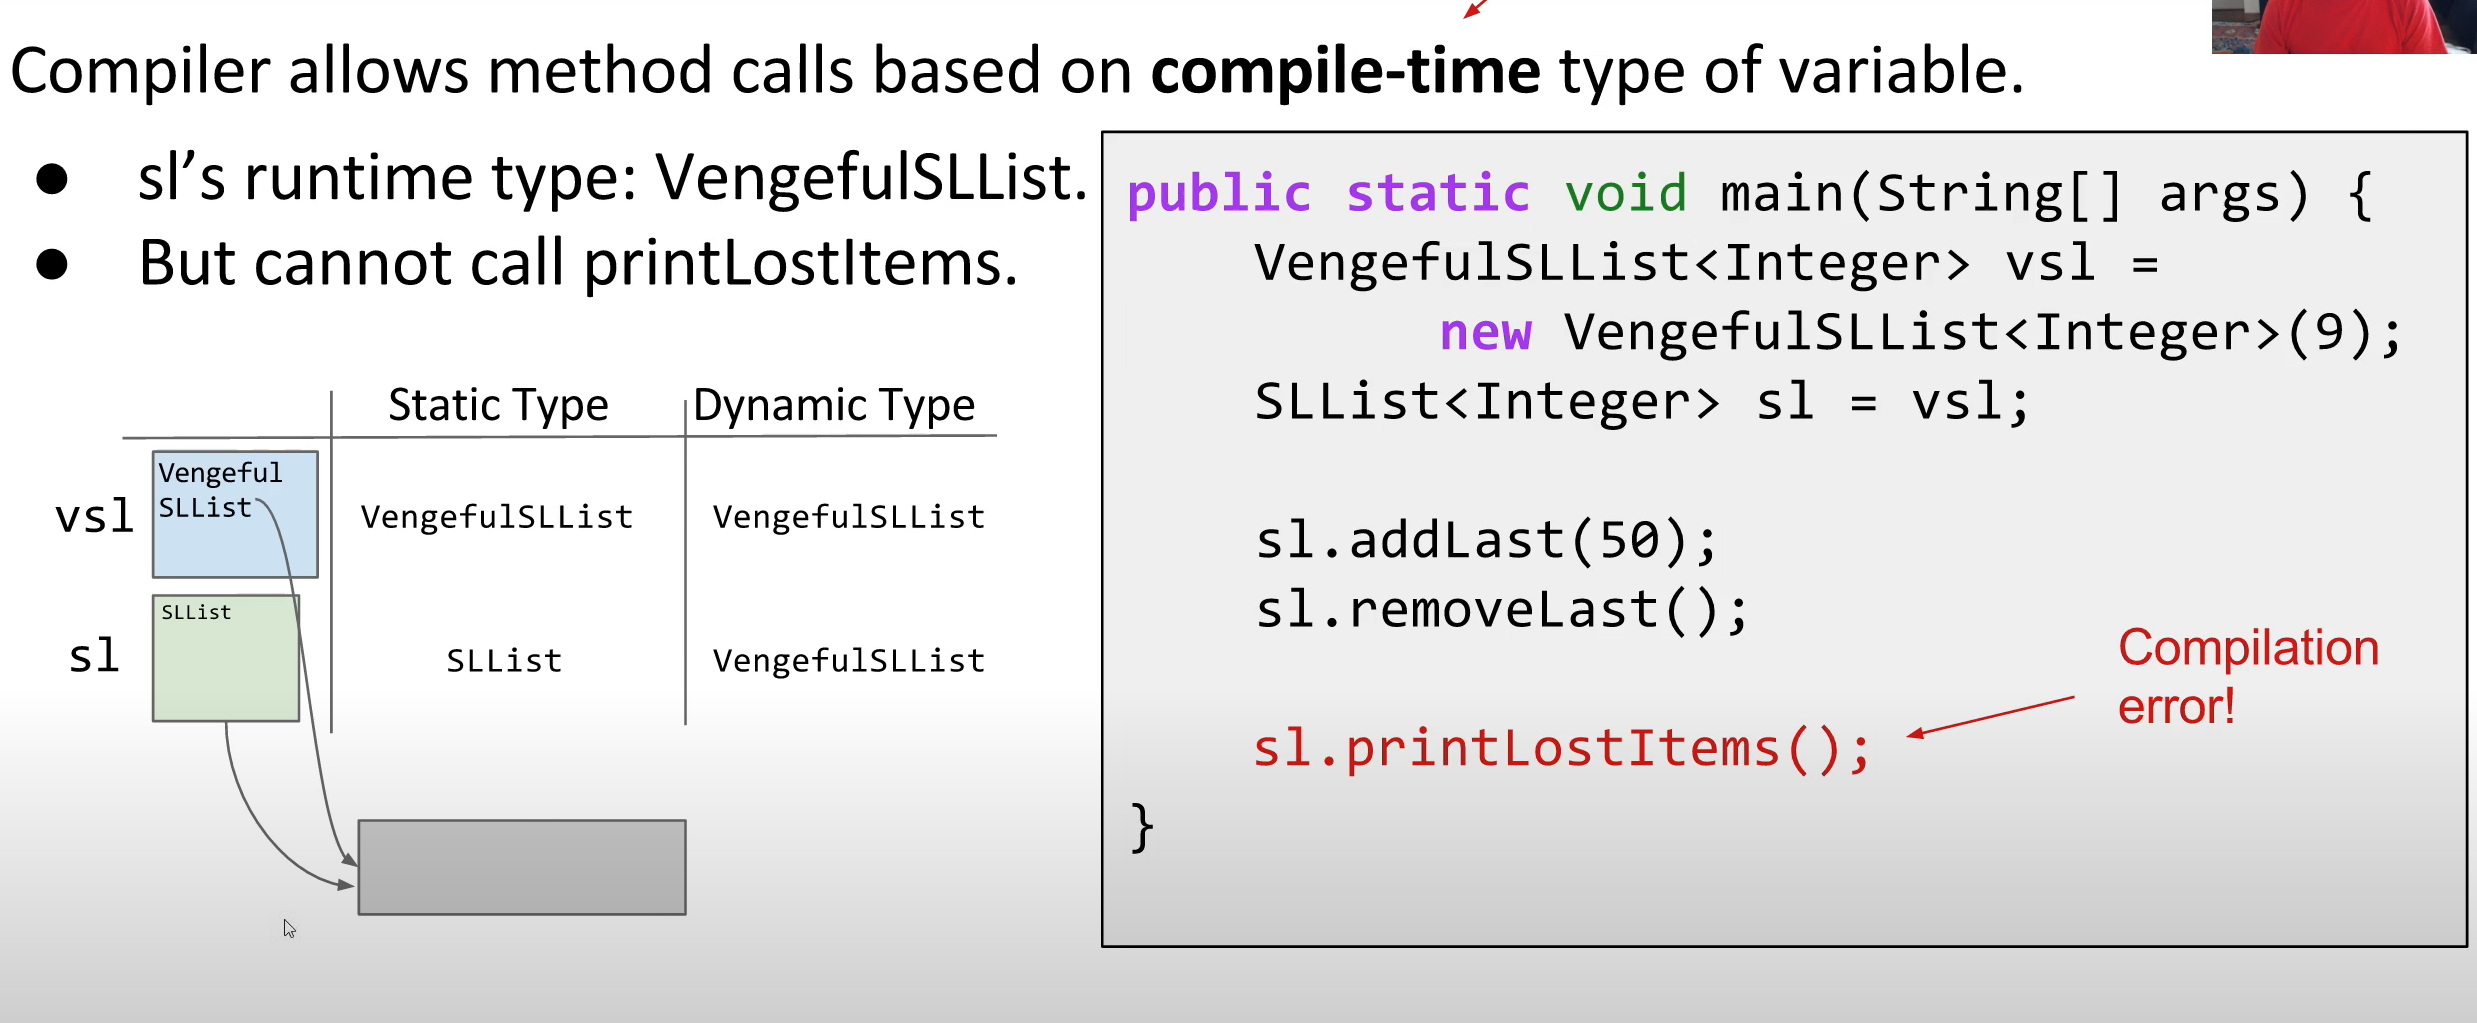 Compiler allows method calls based on compile-time type of variable.
● sl’s runtime type: VengefulSLList.
● But cannot call printLostItems.
Static Type Dynamic Type
vsl
Vengeful
SLList
VengefulSLList VengefulSLList
sl
SLList
SLList VengefulSLList
public static void main(String[] args) {
VengefulSLList<Integer> vsl =
new VengefulSLList<Integer>(9);
SLList<Integer> sl = vsl;
sl.addLast(50);
sl.removeLast();
Compilation
error!
sl.printLostItems();
}